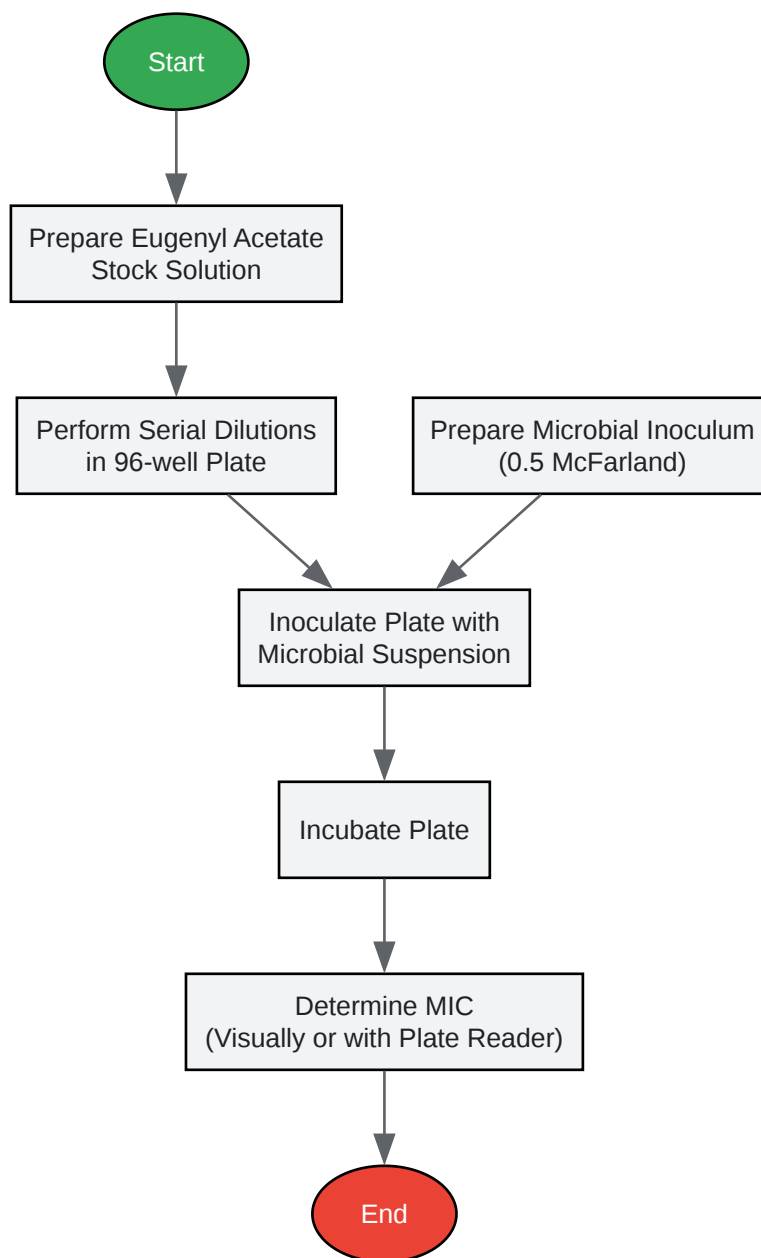 Start
Prepare Eugenyl Acetate
Stock Solution
Perform Serial Dilutions
in 96-well Plate
Prepare Microbial Inoculum
(0.5 McFarland)
Inoculate Plate with
Microbial Suspension
Incubate Plate
Determine MIC
(Visually or with Plate Reader)
End